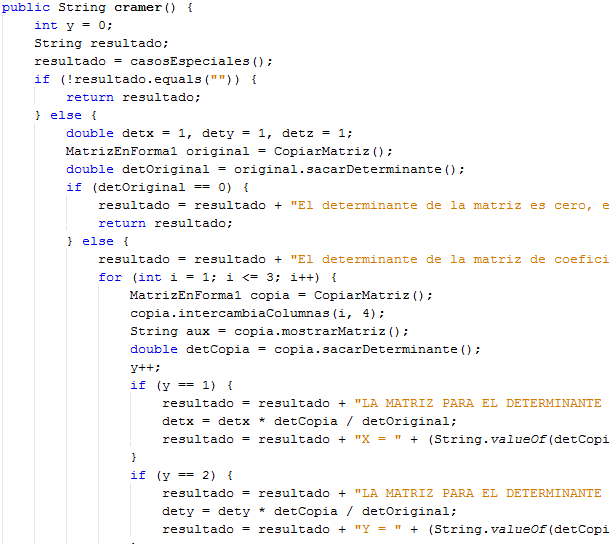 public String cramer() {
int y = 0;
String resultado;
resultado = casosEspeciales();
if (!resultado.equals("")) {
return resultado;
} else {
double detx = 1, dety = 1, detz = 1;
MatrizEnForma1 original = CopiarMatriz();
double detOriginal = original.sacarDeterminante();
if (detOriginal == 0) {
resultado = resultado + "El determinante de la matriz es cero, e
return resultado;
} else {
resultado = resultado + "El determinante de la matriz de coefici
for (int i = 1; i <= 3; i++) {
MatrizEnForma1 copia = CopiarMatriz();
copia.intercambiaColumnas(i, 4);
String aux = copia.mostrarMatriz();
double detCopia = copia.sacarDeterminante();
y++;
if (y == 1) {
resultado = resultado + "LA MATRIZ PARA EL DETERMINANTE
detx = detx * detCopia / detOriginal;
resultado = resultado + "X = " + (String.valueOf(detCopi
}
if (y == 2) {
resultado = resultado + "LA MATRIZ PARA EL DETERMINANTE
dety = dety * detCopia / detOriginal;
resultado = resultado + "Y = " + (String.valueOf(detCopi